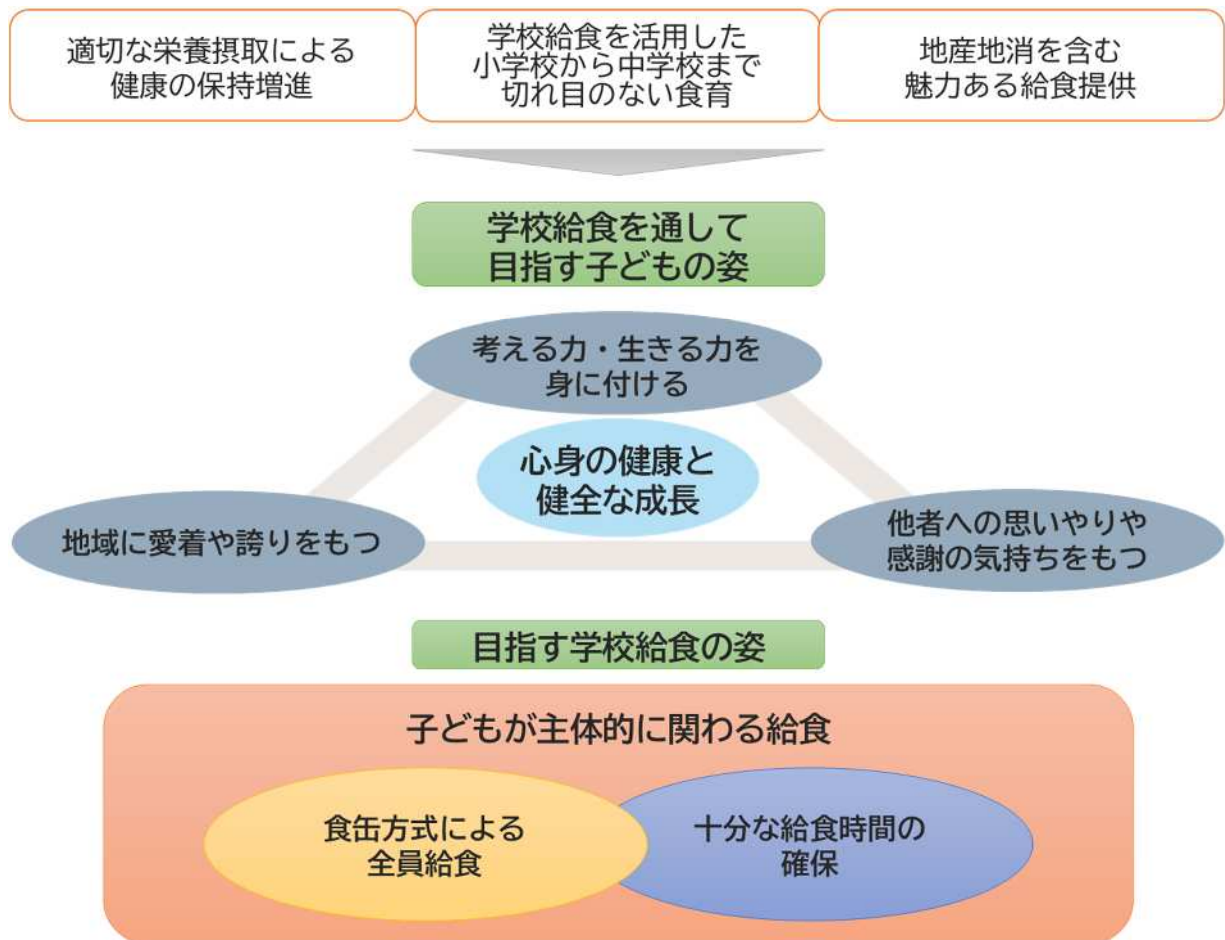 適切な栄養摂取による
健康の保持増進
学校給食を活用した
小学校から中学校まで
切れ目のない食育
地産地消を含む
魅力ある給食提供
学校給食を通して
目指す子どもの姿
考える力・生きる力を
身に付ける
心身の健康と
健全な成長
地域に愛着や誇りをもつ
他者への思いやりや
感謝の気持ちをもつ
目指す学校給食の姿
子どもが主体的に関わる給食
食缶方式による
全員給食
十分な給食時間の
確保